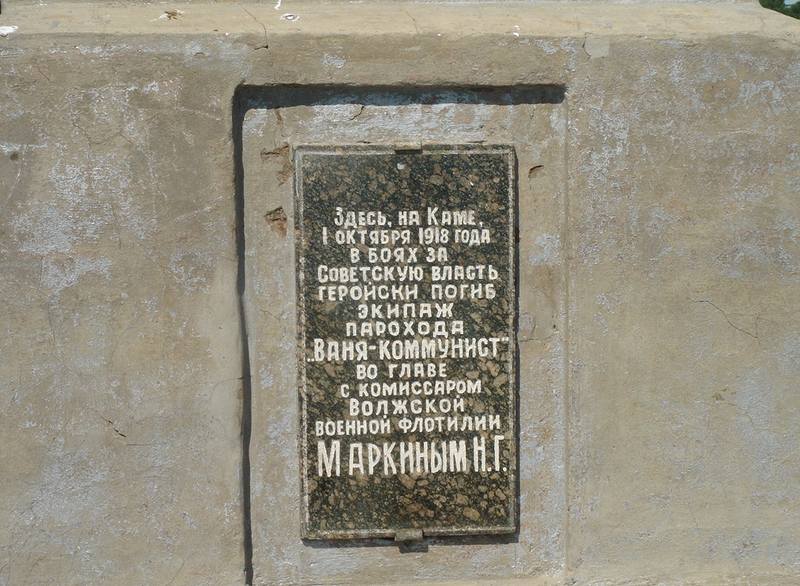 Здесь, на Каме,
1 октября 1918 года
в боях за
Советскую власть
геройски погиб
экипаж
парохода
„Ваня-коммунист"
во главе
с комиссаром
Волжской
военной флотилии
Маркиным Н.Г.